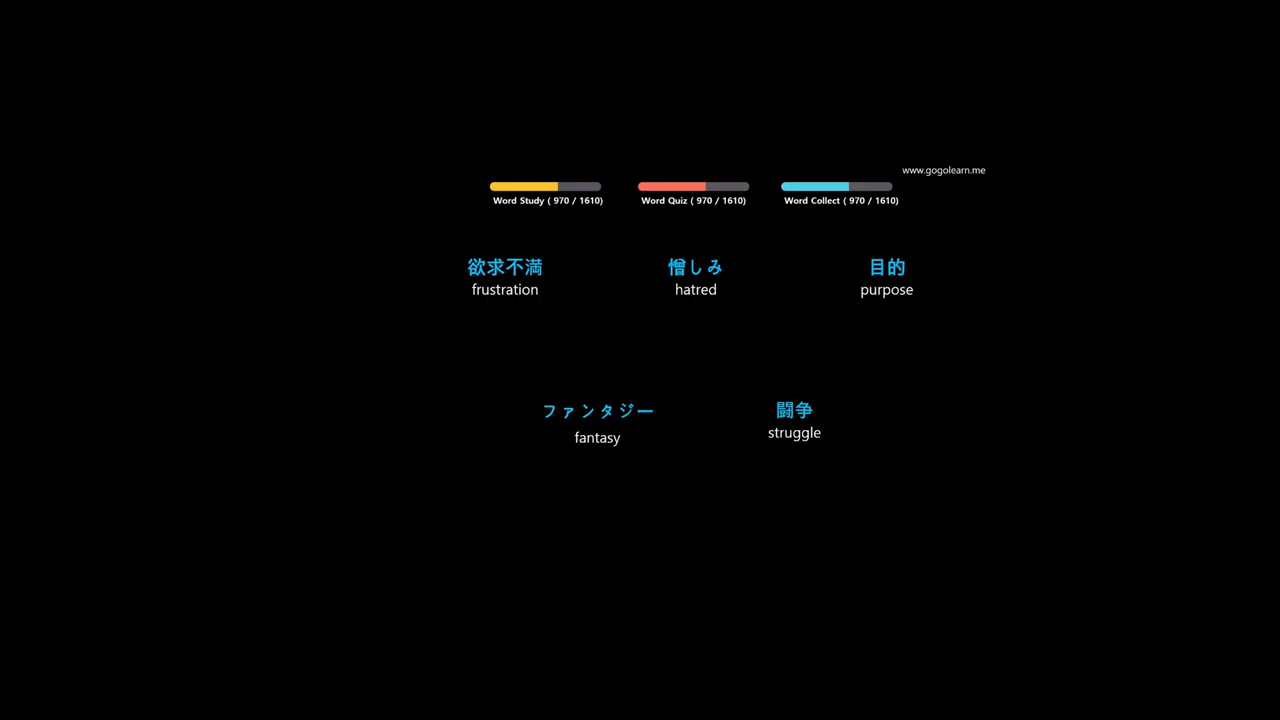 www.gogolearn.me
Word Study ( 970 / 1610)
Word Quiz ( 970 / 1610)
Word Collect ( 970 / 1610)
欲求不満
frustration
憎しみ
hatred
目的
purpose
ファンタジー
fantasy
闘争
struggle